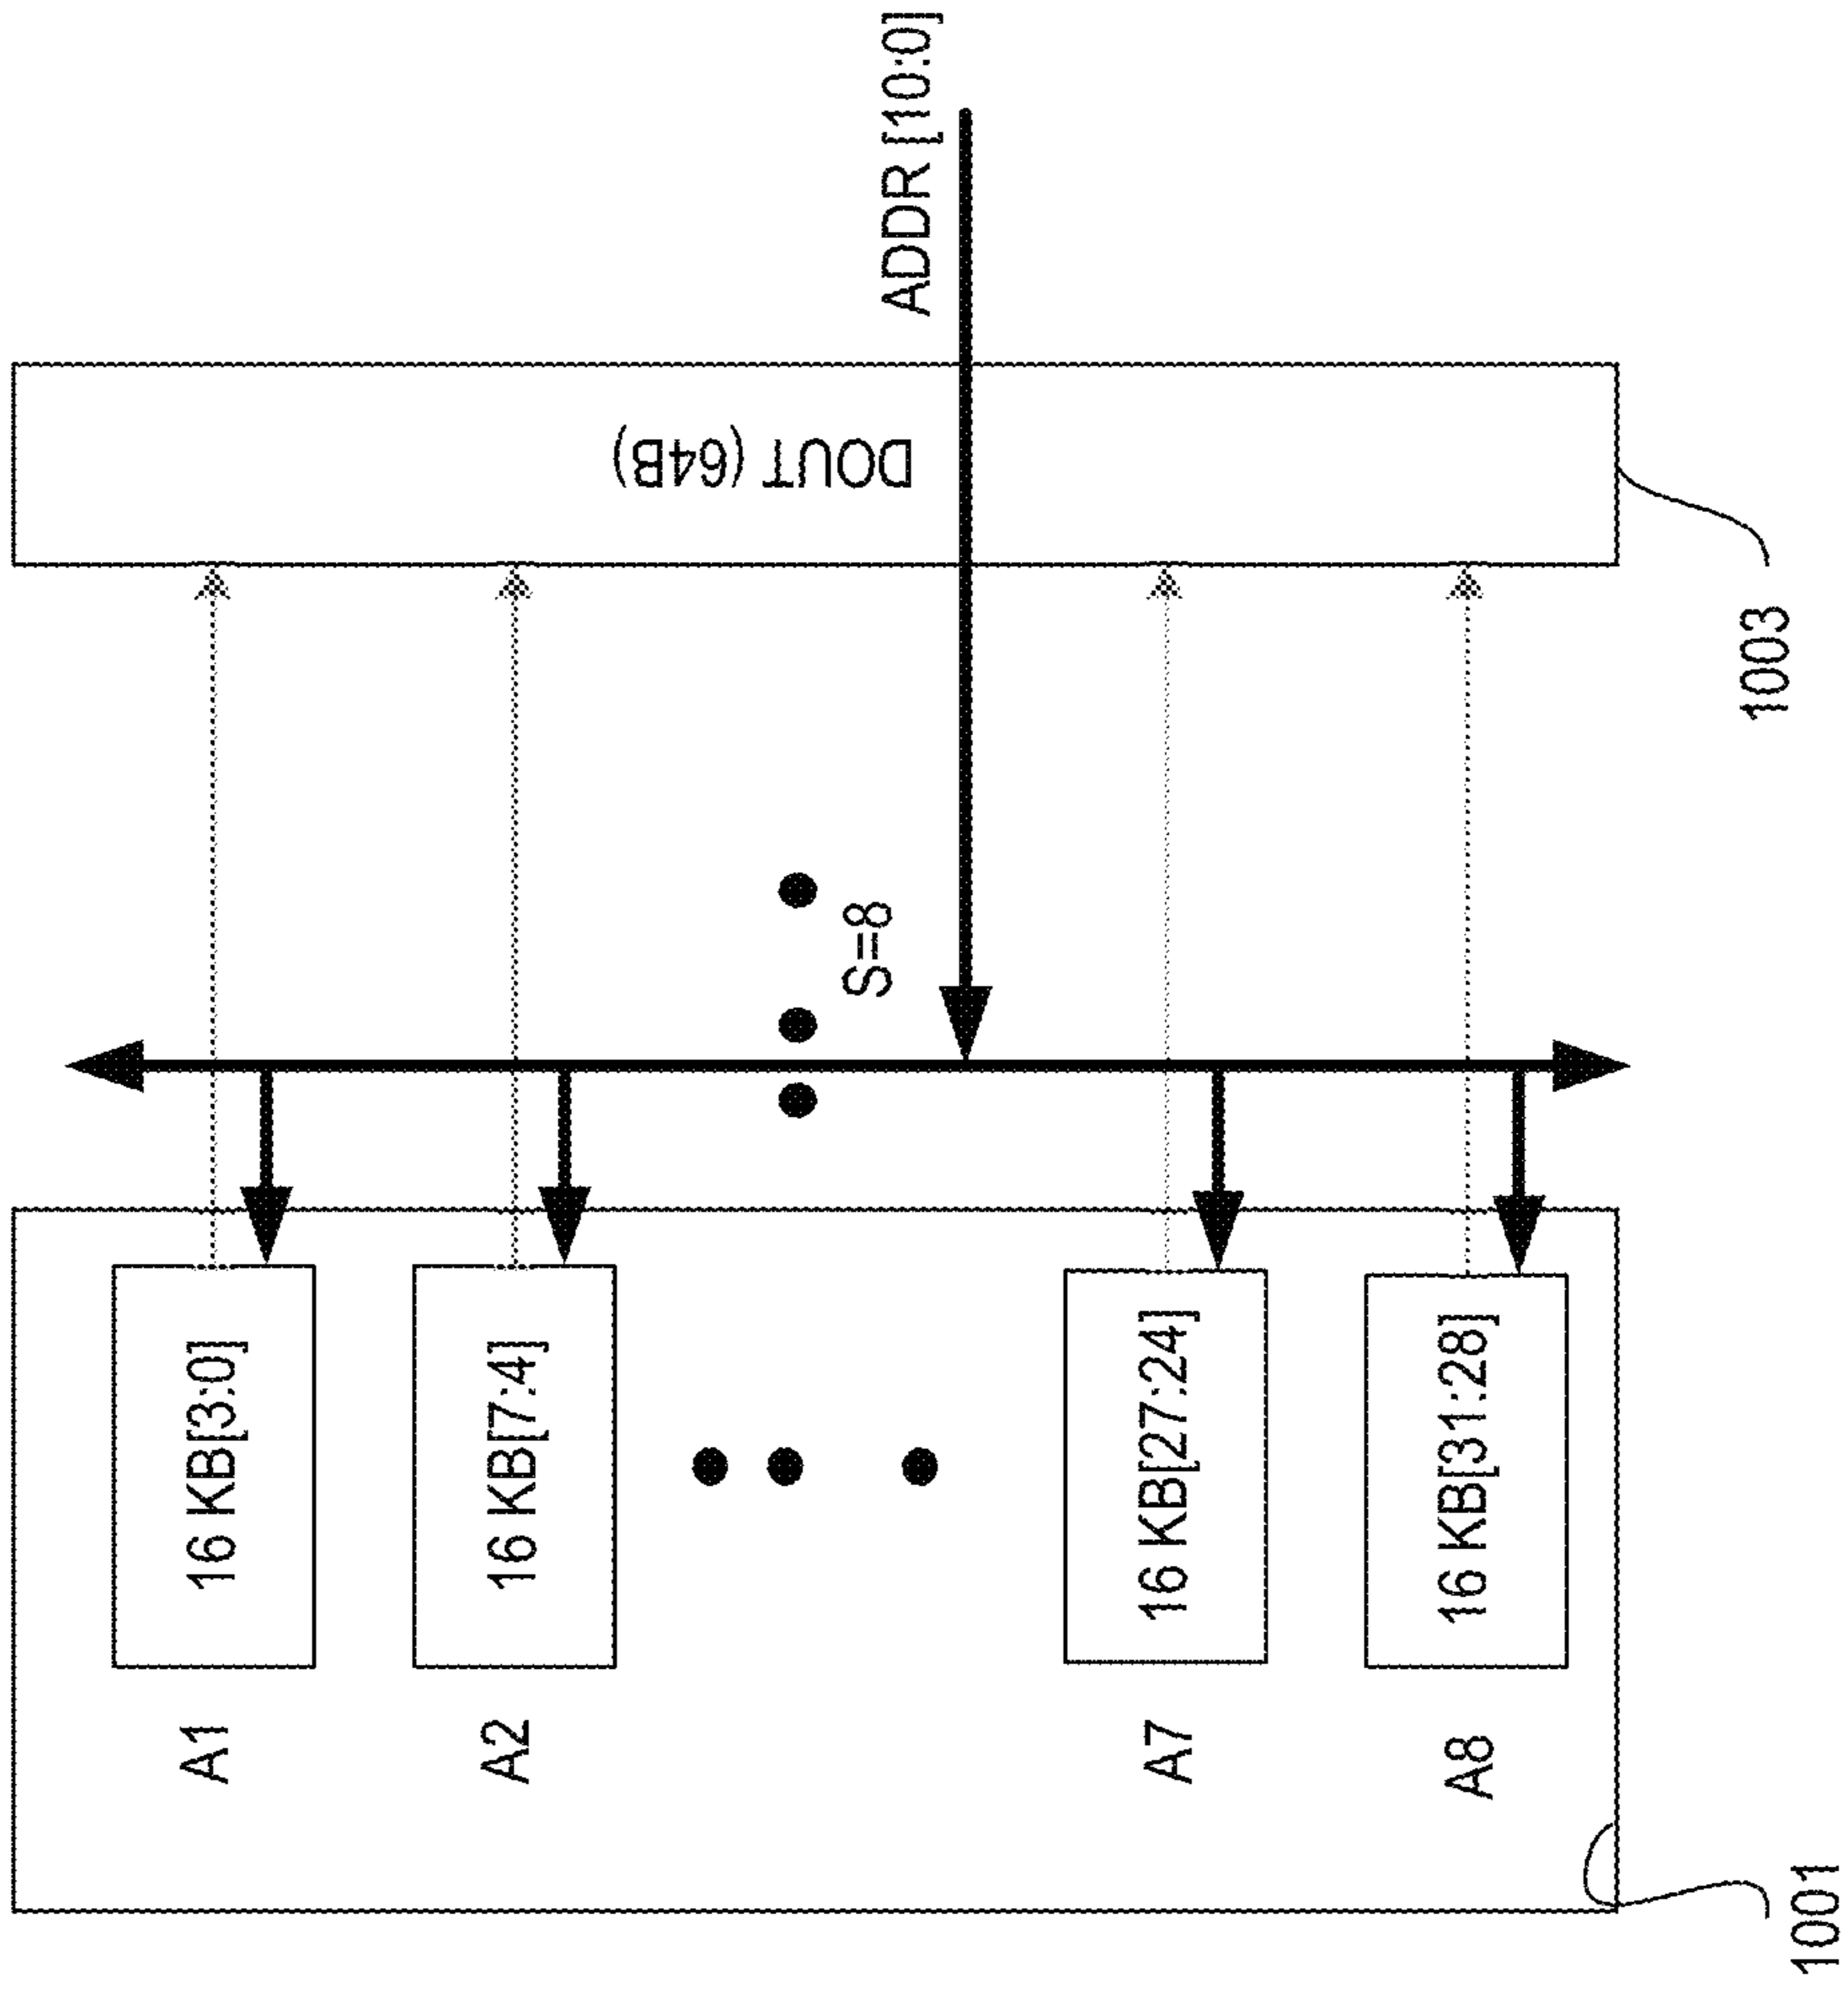 A1
16 KB[3:0]
A2
16 KB[7:4]
A7
16 KB[27:24]
A8
16 KB[31:28]
S=8
DOUT (64B)
ADDR [10:0]
1001
1003